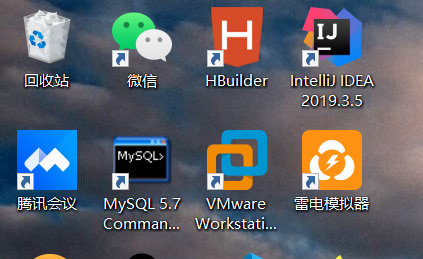 回收站
微信
HBuilder
IJ
IntelliJ IDEA
2019.3.5
腾讯会议
MySQL>
MySQL 5.7
Comman...
VMware
Workstati...
雷电模拟器